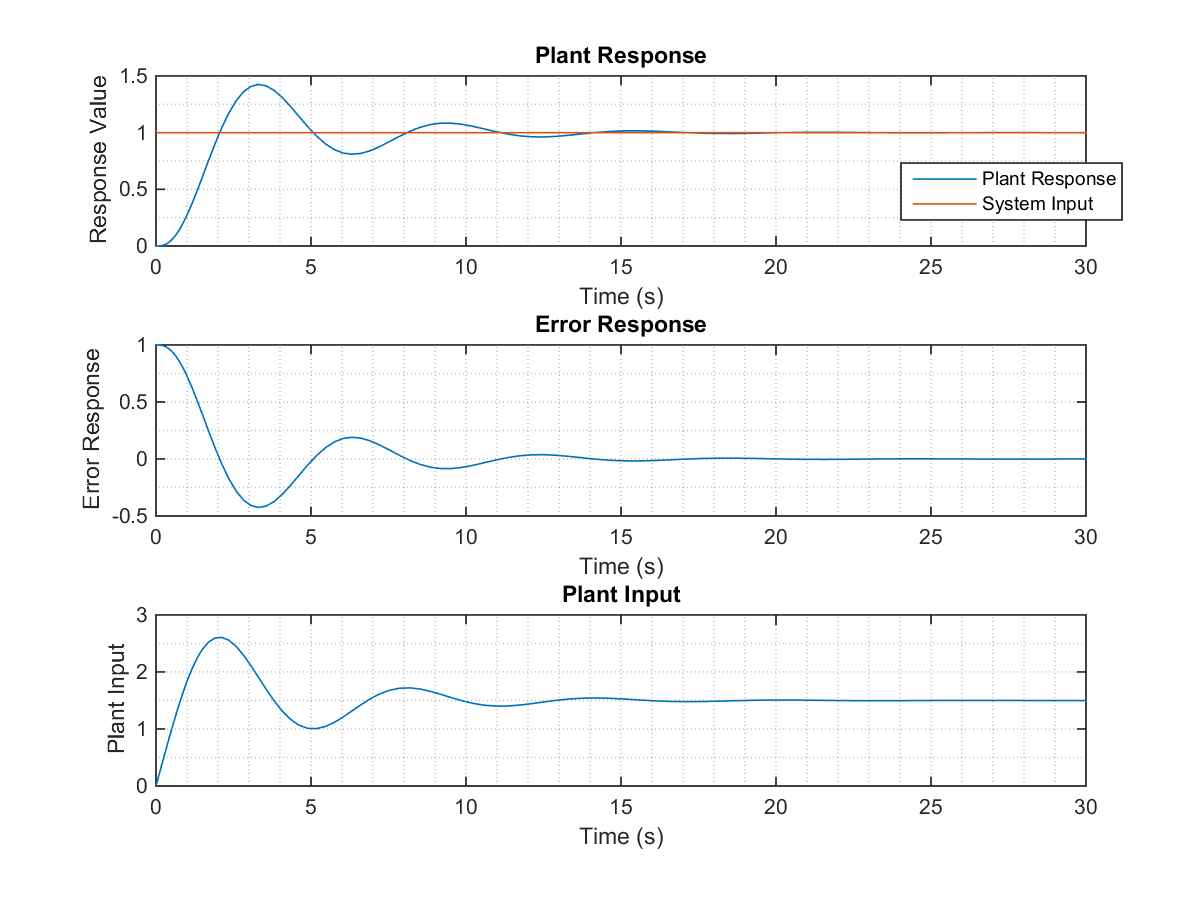 Plant Response
1.5
1
0.5
0
Response Value
Plant Response
System Input
0 5 10 15 20 25 30
Time (s)
Error Response
1
0.5
0
-0.5
Error Response
0 5 10 15 20 25 30
Time (s)
Plant Input
3
2
1
0
Plant Input
0 5 10 15 20 25 30
Time (s)